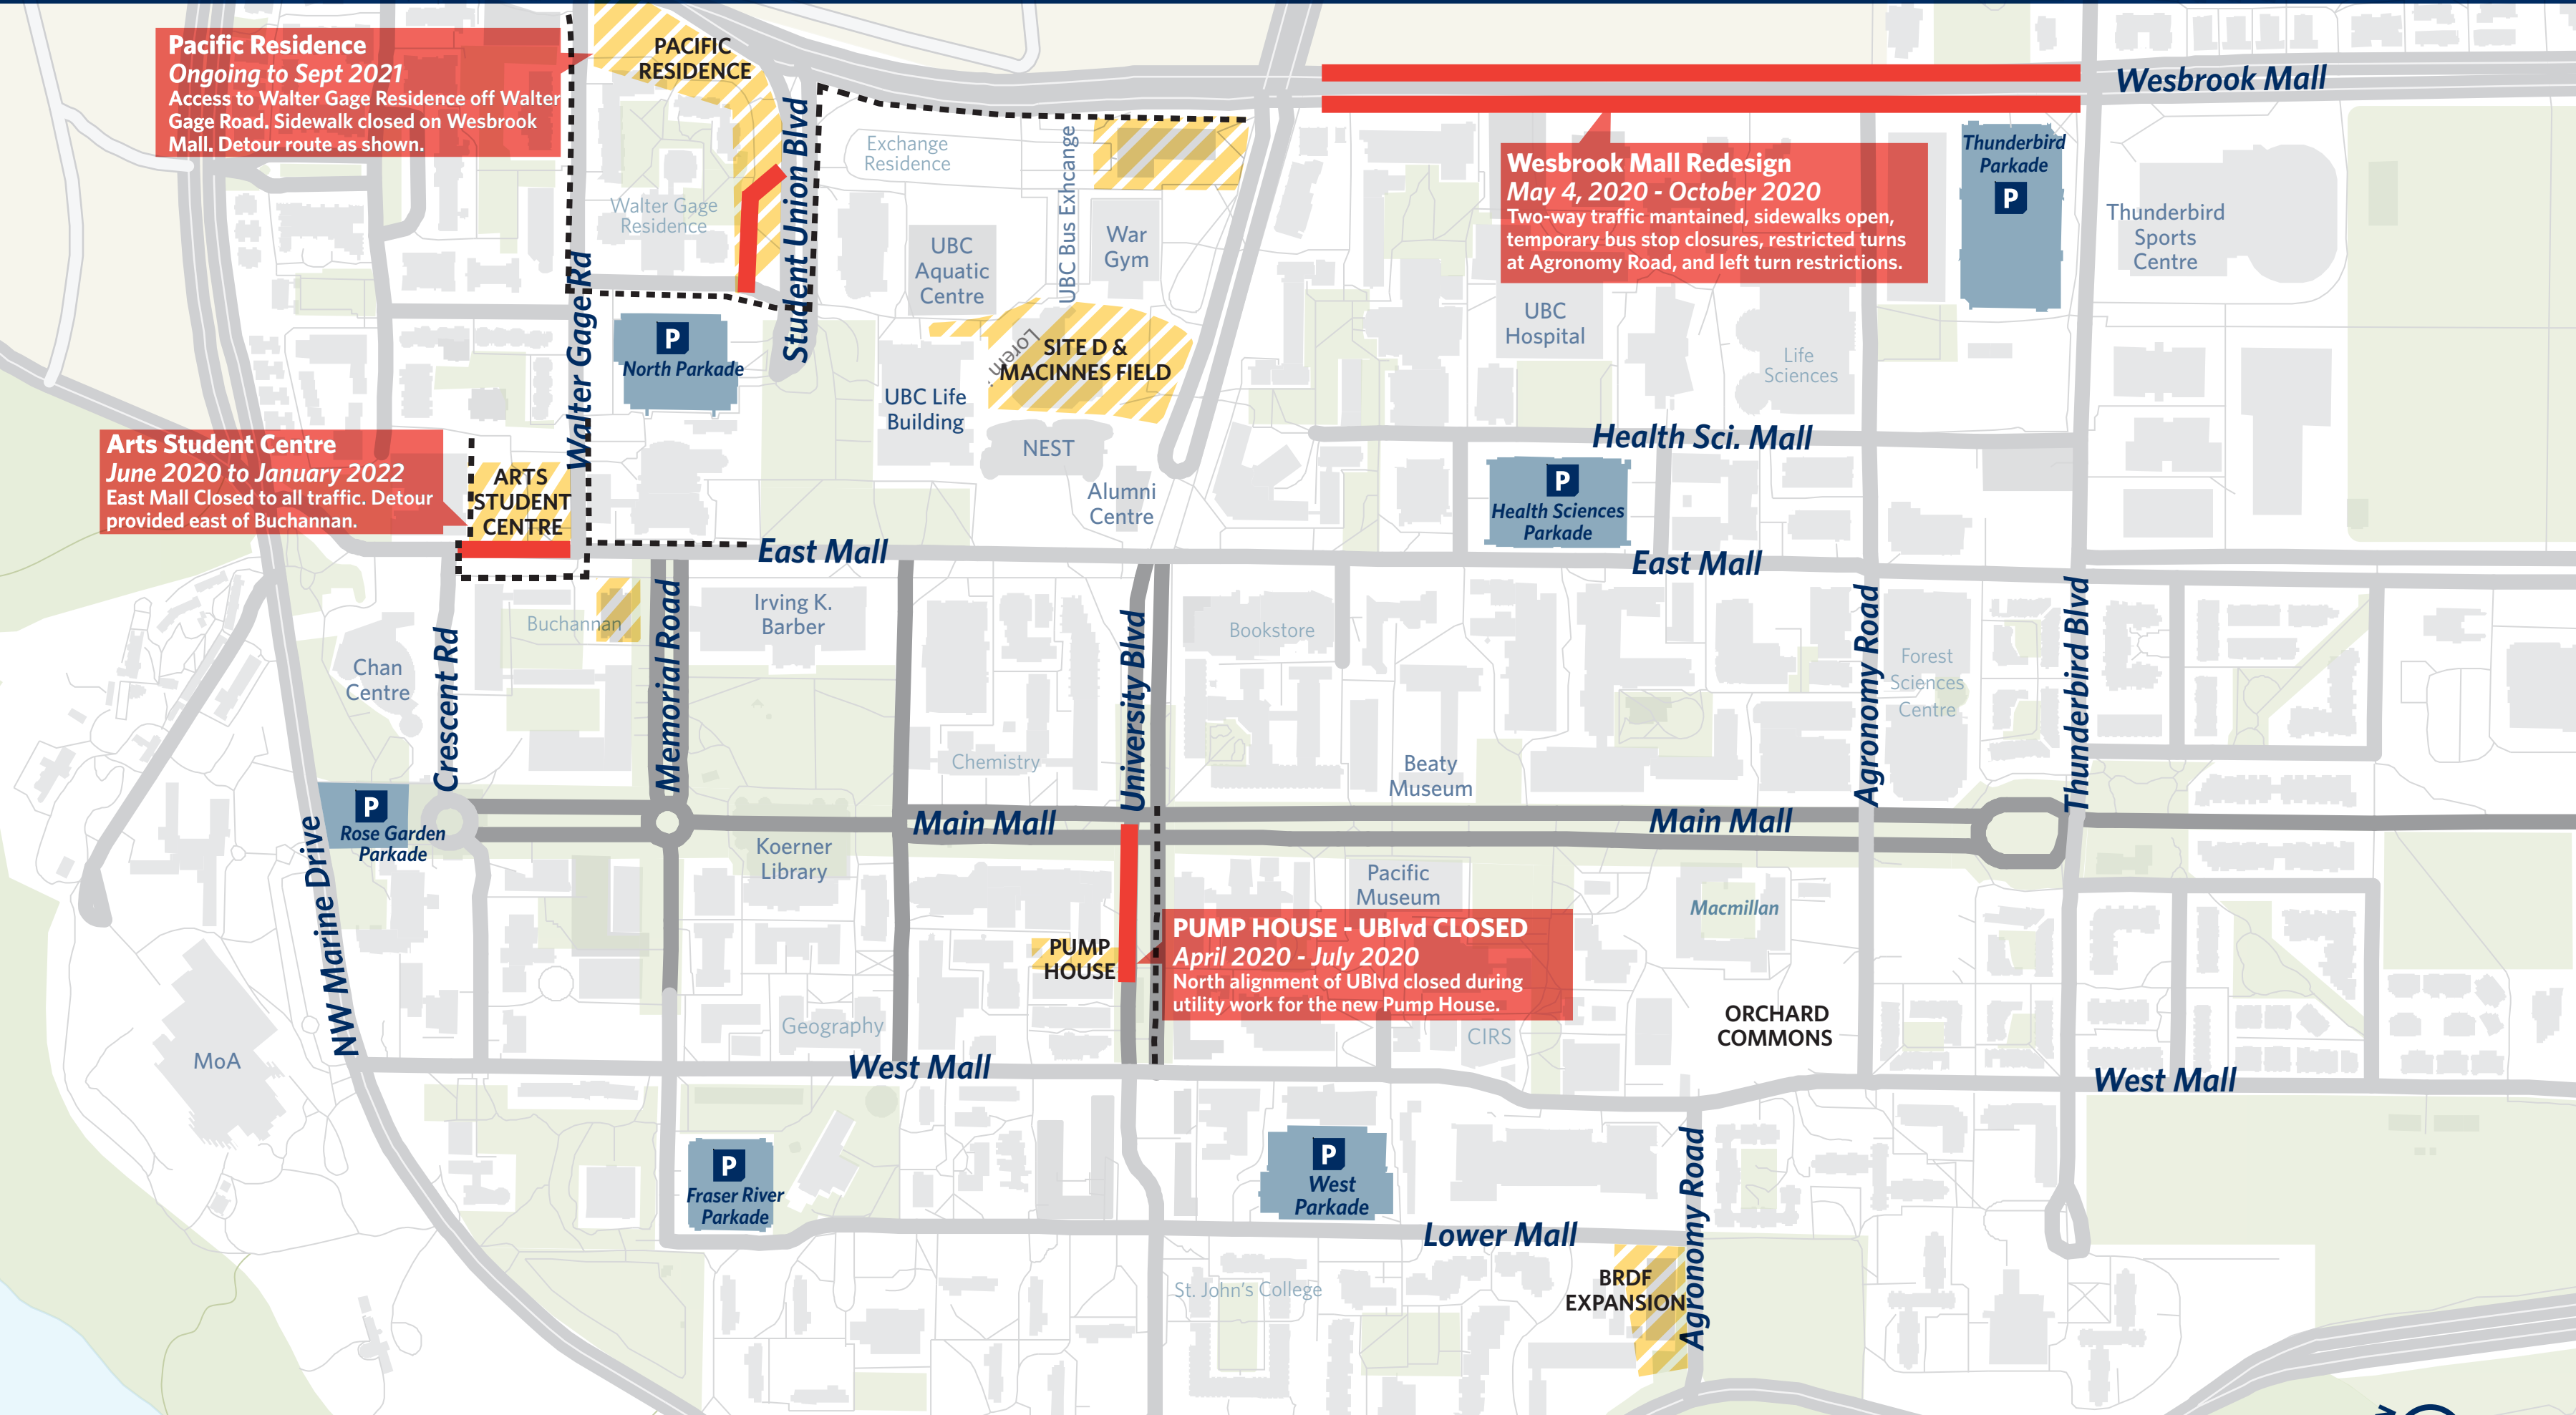 Pacific Residence
Ongoing to Sept 2021
Access to Walter Gage Residence off Walter
Gage Road. Sidewalk closed on Wesbrook
Mall. Detour route as shown.
PACIFIC
RESIDENCE
Wesbrook Mall
Student Union Blvd
Exchange
Residence
UBC Bus Exhcange
Wesbrook Mall Redesign
May 4, 2020 - October 2020
Two-way traffic mantained, sidewalks open,
temporary bus stop closures, restricted turns
at Agronomy Road, and left turn restrictions.
Thunderbird
Parkade
P
Thunderbird
Sports
Centre
Walter Gage
Residence
UBC
Aquatic
Centre
War
Gym
Walter Gage Rd
P
North Parkade
Lorem i
SITE D &
MACINNES FIELD
UBC
Hospital
Life
Sciences
UBC Life
Building
NEST
Health Sci. Mall
Arts Student Centre
June 2020 to January 2022
East Mall Closed to all traffic. Detour
provided east of Buchannan.
ARTS
STUDENT
CENTRE
Alumni
Centre
P
Health Sciences
Parkade
East Mall
East Mall
Buchannan
Memorial Road
Irving K.
Barber
University Blvd
Bookstore
Agronomy Road
Forest
Sciences
Centre
Thunderbird Blvd
Chan
Centre
Crescent Rd
Chemistry
Beaty
Museum
P
Rose Garden
Parkade
Main Mall
Main Mall
NW Marine Drive
Koerner
Library
Pacific
Museum
Macmillan
PUMP
HOUSE
PUMP HOUSE - UBlvd CLOSED
April 2020 - July 2020
North alignment of UBlvd closed during
utility work for the new Pump House.
Geography
CIRS
ORCHARD
COMMONS
MoA
West Mall
West Mall
P
Fraser River
Parkade
P
West
Parkade
Agronomy Road
Lower Mall
St. John's College
BRDF
EXPANSION
N